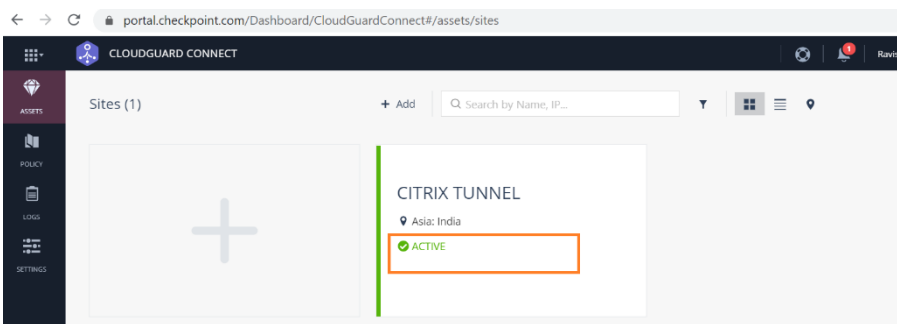 portal.checkpoint.com/Dashboard/CloudGuardConnect#/assets/sites
CLOUDGUARD CONNECT
1
Ravis
ASSETS
Sites (1)
+ Add
Search by Name, IP...
POLICY
LOGS
SETTINGS
CITRIX TUNNEL
Asia: India
ACTIVE